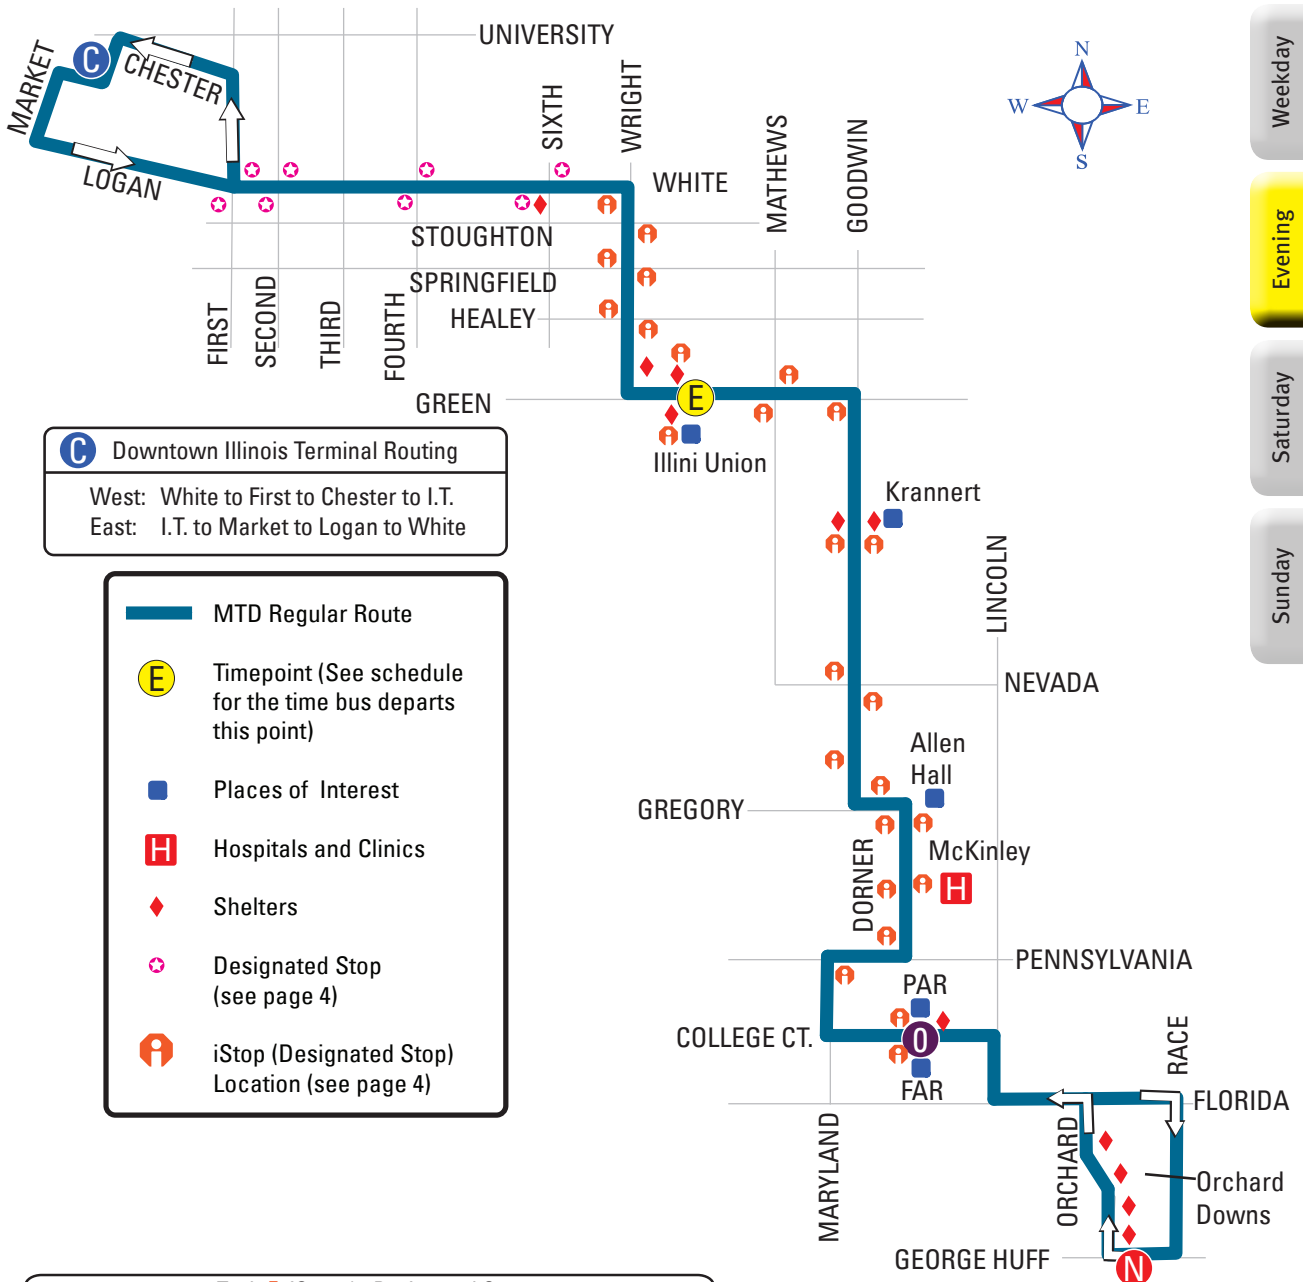 UNIVERSITY
MARKET
C
CHESTER
LOGAN
SIXTH
WRIGHT
WHITE
MATHEWS
GOODWIN
N
W
E
S
Weekday
Evening
Saturday
Sunday
STOUGHTON
SPRINGFIELD
HEALEY
FIRST
SECOND
THIRD
FOURTH
GREEN
E
Illini Union
C Downtown Illinois Terminal Routing
West: White to First to Chester to I.T.
East: I.T. to Market to Logan to White
Krannert
LINCOLN
NEVADA
Allen
Hall
GREGORY
McKinley
H
DORNER
PENNSYLVANIA
PAR
COLLEGE CT.
O
FAR
RACE
FLORIDA
MARYLAND
ORCHARD
Orchard
Downs
GEORGE HUFF
N
MTD Regular Route
E
Timepoint (See schedule
for the time bus departs
this point)
Places of Interest
H Hospitals and Clinics
Shelters
Designated Stop
(see page 4)
iStop (Designated Stop)
Location (see page 4)